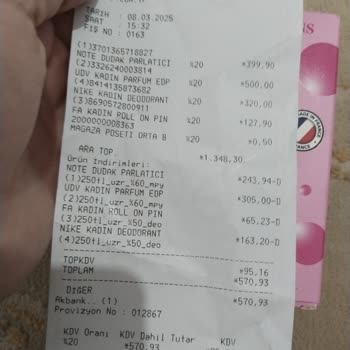 TARİH : 08.03.2025
SAAT : 15:32
FİŞ NO : 0163
(1)3701365718827
NOTE DUDAK PARLATICI %20 *399,90
(2)3326240003814
UDV KADIN PARFUM EDP %20 *500,00
(4)8414135873682
NIKE KADIN DEODORANT %20 *320,00
(3)8690572800911
FA KADIN ROLL ON PIN %20 *127,90
2000000008363
MAGAZA POSETI ORTA B %20 *0,50
ARA TOP. *1.348,30
Ürün İndirimleri:
NOTE DUDAK PARLATICI *243,94-D
(1)250tl_uzr_%60_mpy
UDV KADIN PARFUM EDP *305,00-D
(2)250tl_uzr_%60_mpy
FA KADIN ROLL ON PIN *65,23-D
(3)250tl_uzr_%50_deo
NIKE KADIN DEODORANT *163,20-D
(4)250tl_uzr_%50_deo
TOPKDV *95,16
TOPLAM *570,93
DİĞER
Akbank.. (1) *570,93
Provizyon No : 012867
KDV Oranı KDV Dahil Tutar KDV
%20 *570,93